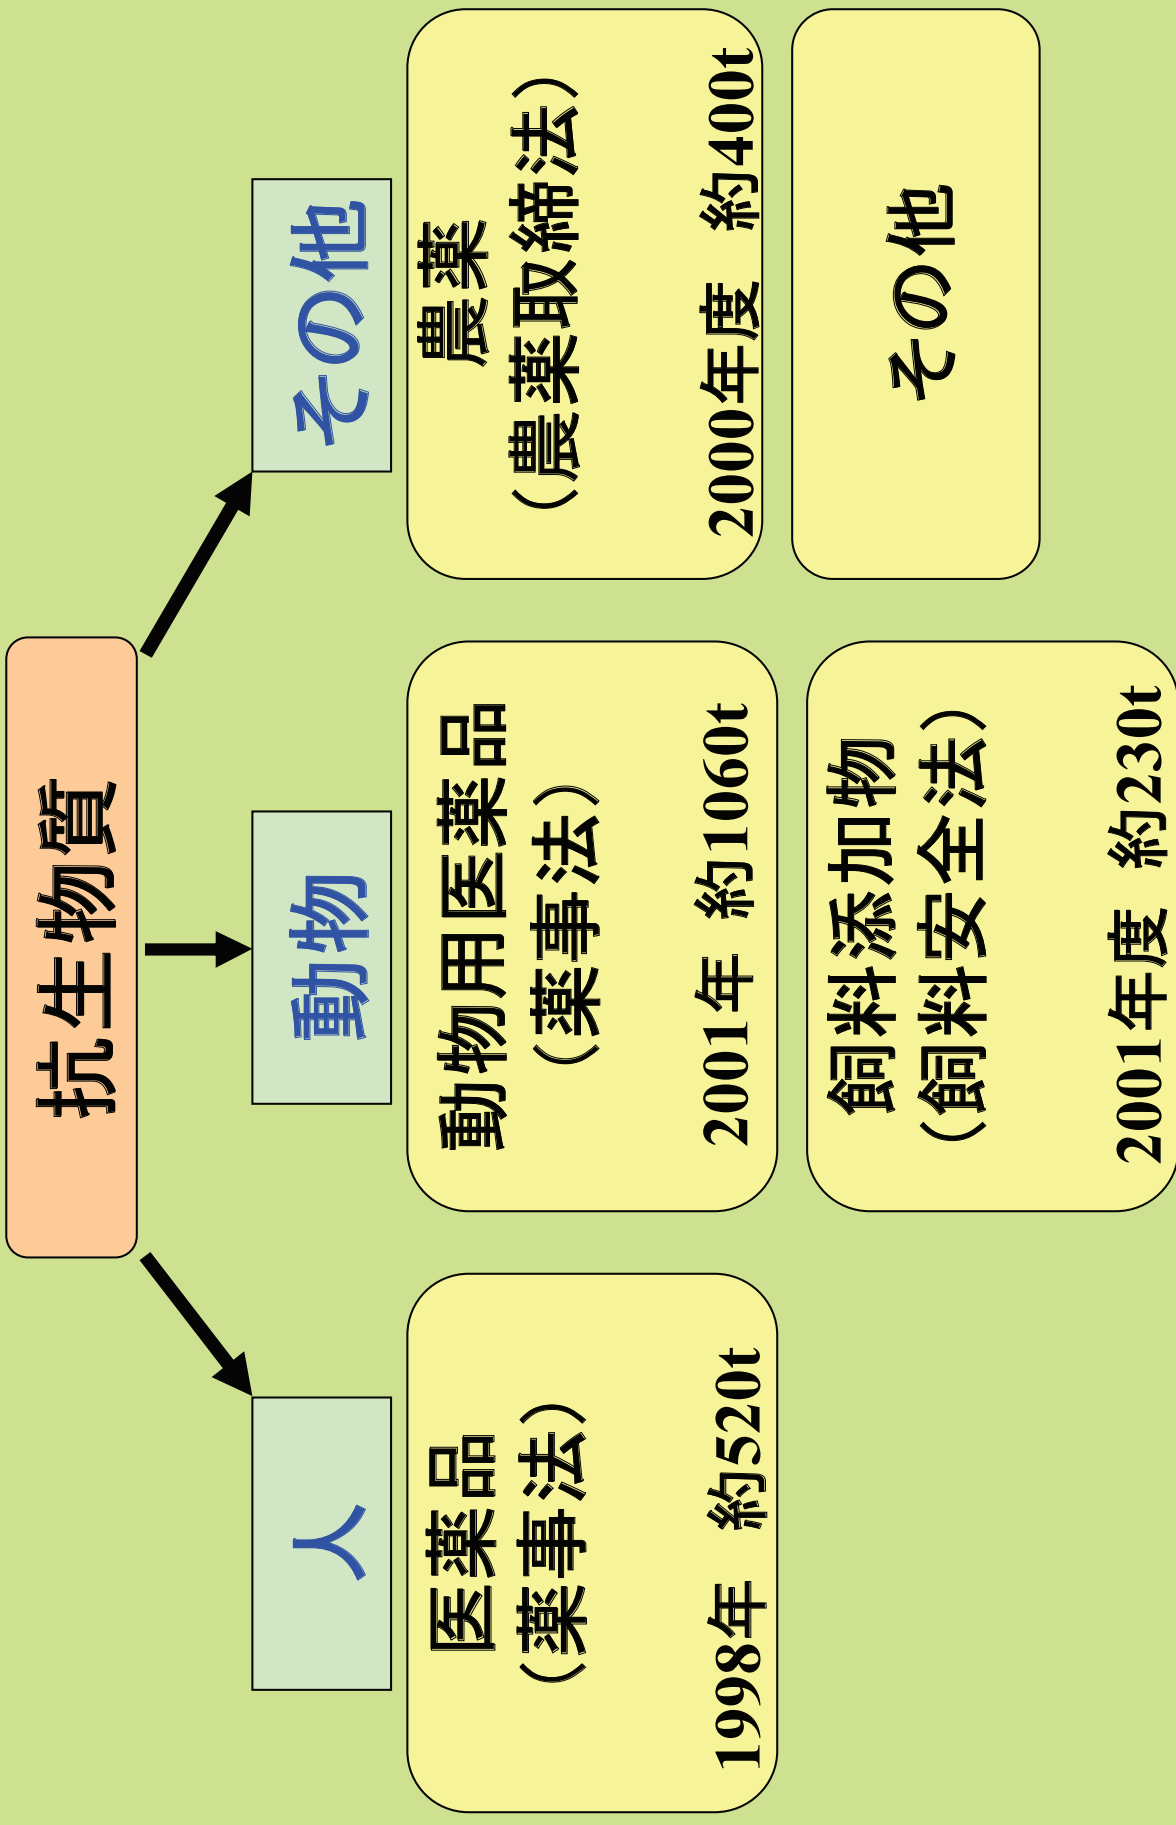 抗生物質
人
動物
その他
医薬品
（薬事法）
1998年 約520t
動物用医薬品
（薬事法）
2001年 約1060t
飼料添加物
（飼料安全法）
2001年度 約230t
農薬
（農薬取締法）
2000年度 約400t
その他